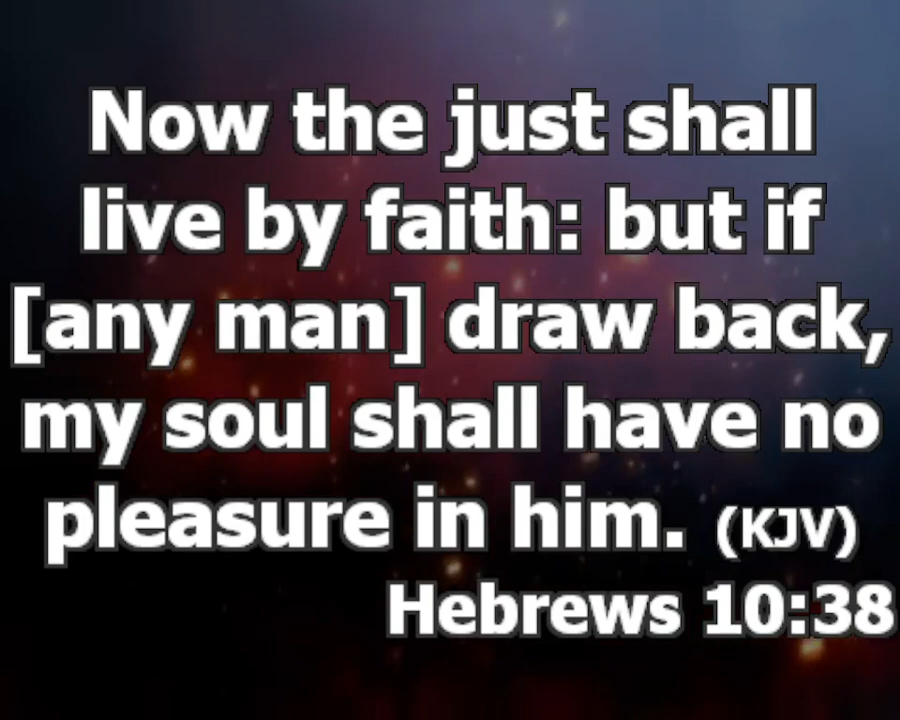 Now the just shall
live by faith: but if
[any man] draw back,
my soul shall have no
pleasure in him. (KJV)
Hebrews 10:38